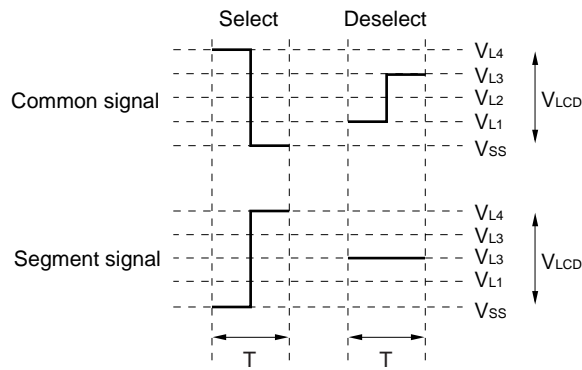 Select Deselect
VL4
VL3
Common signal VL2 VLCD
VL1
VSS
VL4
VL3
Segment signal VL3 VLCD
VL1
VSS
T T